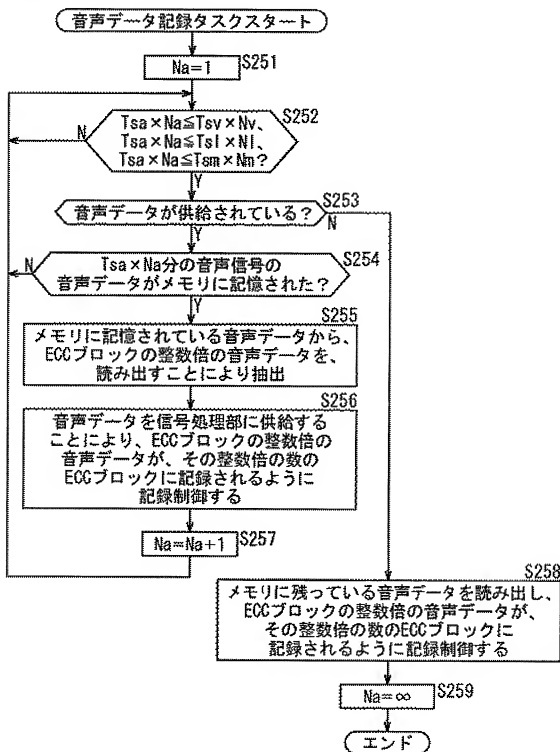 音声データ記録タスクスタート
Na=1
S251
S252
Tsa×Na≦Tsv×Nv、
Tsa×Na≦Tsl×Nl、
Tsa×Na≦Tsm×Nm?
N
Y
S253
音声データが供給されている?
N
Y
S254
Tsa×Na分の音声信号の
音声データがメモリに記憶された?
N
Y
S255
メモリに記憶されている音声データから、
ECCブロックの整数倍の音声データを、
読み出すことにより抽出
S256
音声データを信号処理部に供給する
ことにより、ECCブロックの整数倍の
音声データが、その整数倍の数の
ECCブロックに記録されるように
記録制御する
Na=Na+1
S257
S258
メモリに残っている音声データを読み出し、
ECCブロックの整数倍の音声データが、
その整数倍の数のECCブロックに
記録されるように記録制御する
Na=∞
S259
エンド